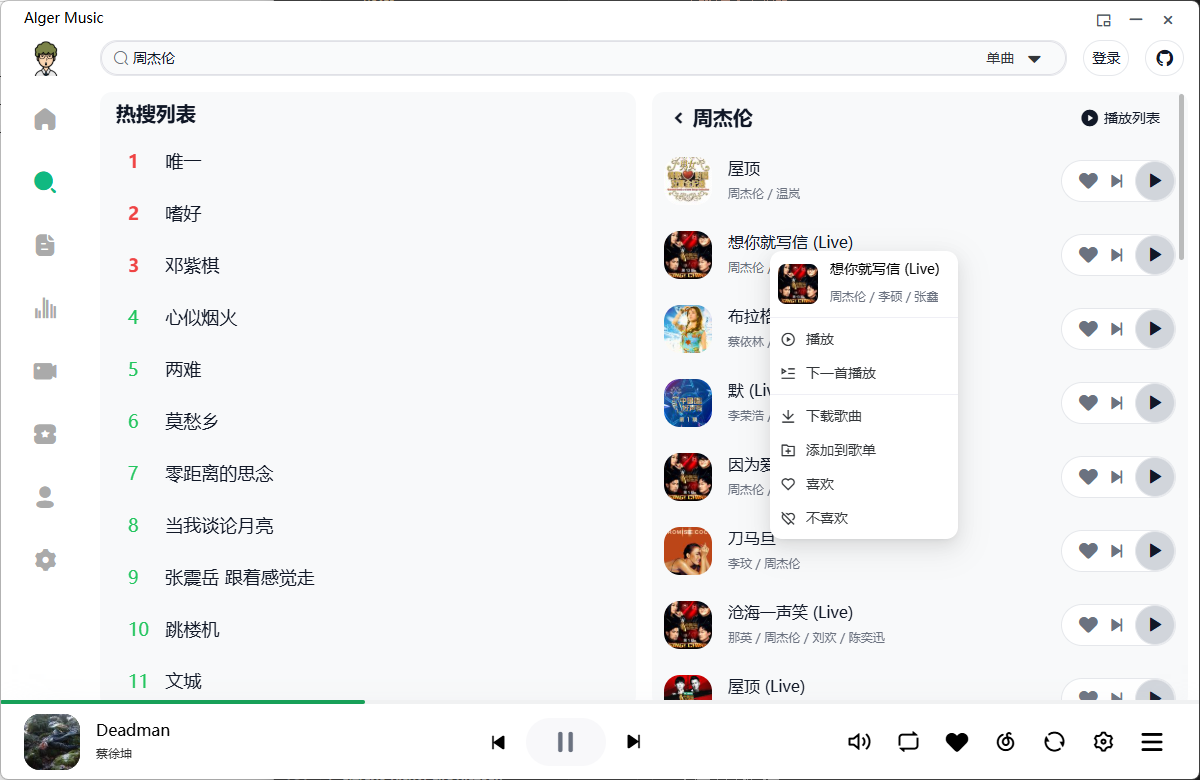 Alger Music
周杰伦
单曲
登录
热搜列表
1 唯一
2 嗜好
3 邓紫棋
4 心似烟火
5 两难
6 莫愁乡
7 零距离的思念
8 当我谈论月亮
9 张震岳 跟着感觉走
10 跳楼机
11 文城
周杰伦
播放列表
屋顶
周杰伦 / 温岚
想你就写信 (Live)
周杰伦 /
布拉格
蔡依林 /
默 (Liv
李荣浩 /
因为爱
周杰伦 /
刀马旦
李玟 / 周杰伦
沧海一声笑 (Live)
那英 / 周杰伦 / 刘欢 / 陈奕迅
屋顶 (Live)
想你就写信 (Live)
周杰伦 / 李硕 / 张鑫
播放
下一首播放
下载歌曲
添加到歌单
喜欢
不喜欢
Deadman
蔡徐坤